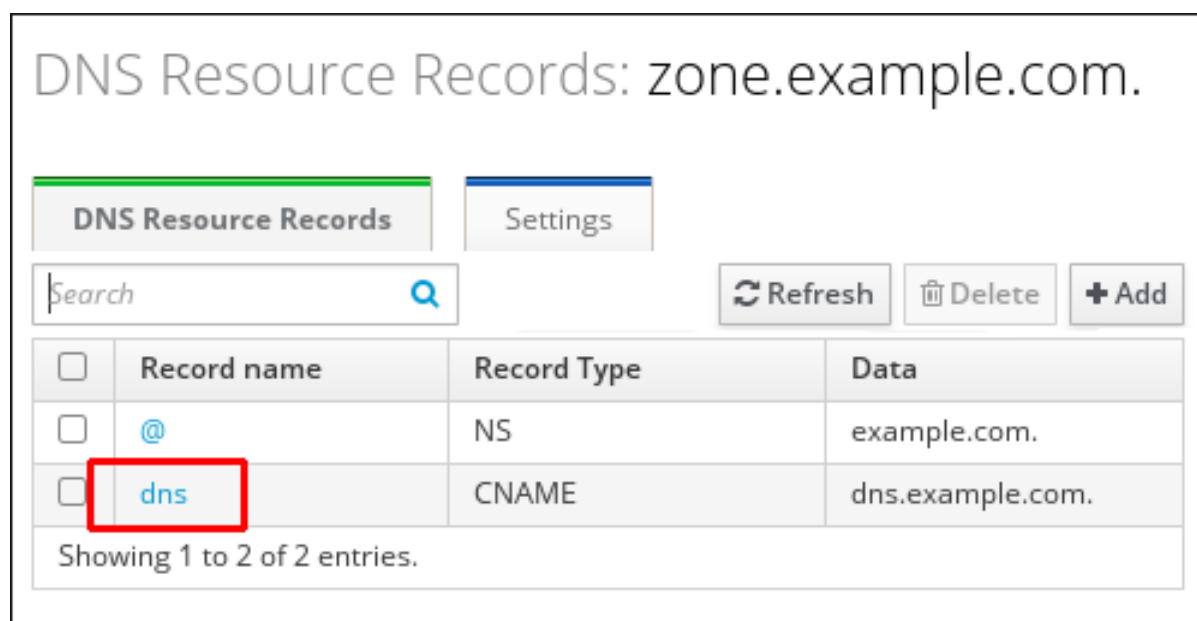 DNS Resource Records: zone.example.com.
DNS Resource Records Settings
Search Refresh Delete Add
Record name Record Type Data
@ NS example.com.
dns CNAME dns.example.com.
Showing 1 to 2 of 2 entries.